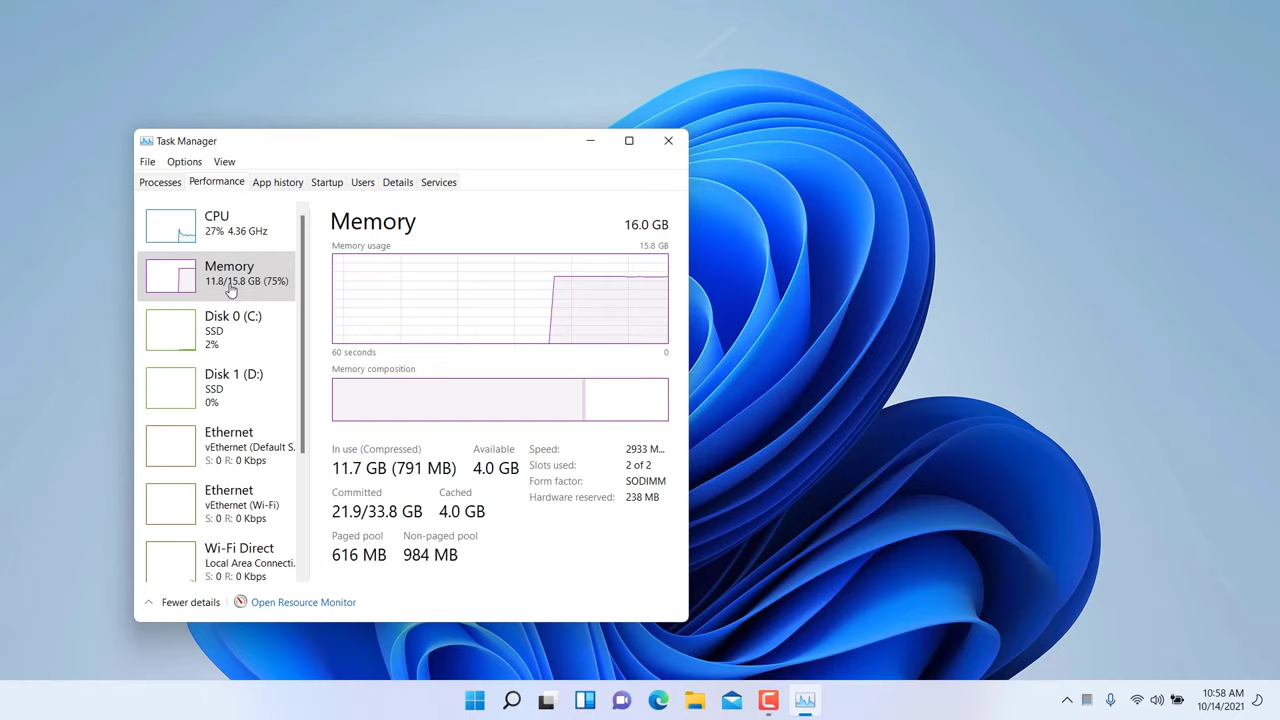 Task Manager
File Options View
Processes Performance App history Startup Users Details Services
CPU
27% 4.36 GHz
Memory
11.8/15.8 GB (75%)
Disk 0 (C:)
SSD
2%
Disk 1 (D:)
SSD
0%
Ethernet
vEthernet (Default S...
S: 0 R: 0 Kbps
Ethernet
vEthernet (Wi-Fi)
S: 0 R: 0 Kbps
Wi-Fi Direct
Local Area Connecti...
S: 0 R: 0 Kbps
Memory 16.0 GB
Memory usage 15.8 GB
60 seconds 0
Memory composition
In use (Compressed) Available
11.7 GB (791 MB) 4.0 GB
Committed Cached
21.9/33.8 GB 4.0 GB
Paged pool Non-paged pool
616 MB 984 MB
Speed: 2933 M...
Slots used: 2 of 2
Form factor: SODIMM
Hardware reserved: 238 MB
Fewer details Open Resource Monitor
10:58 AM
10/14/2021